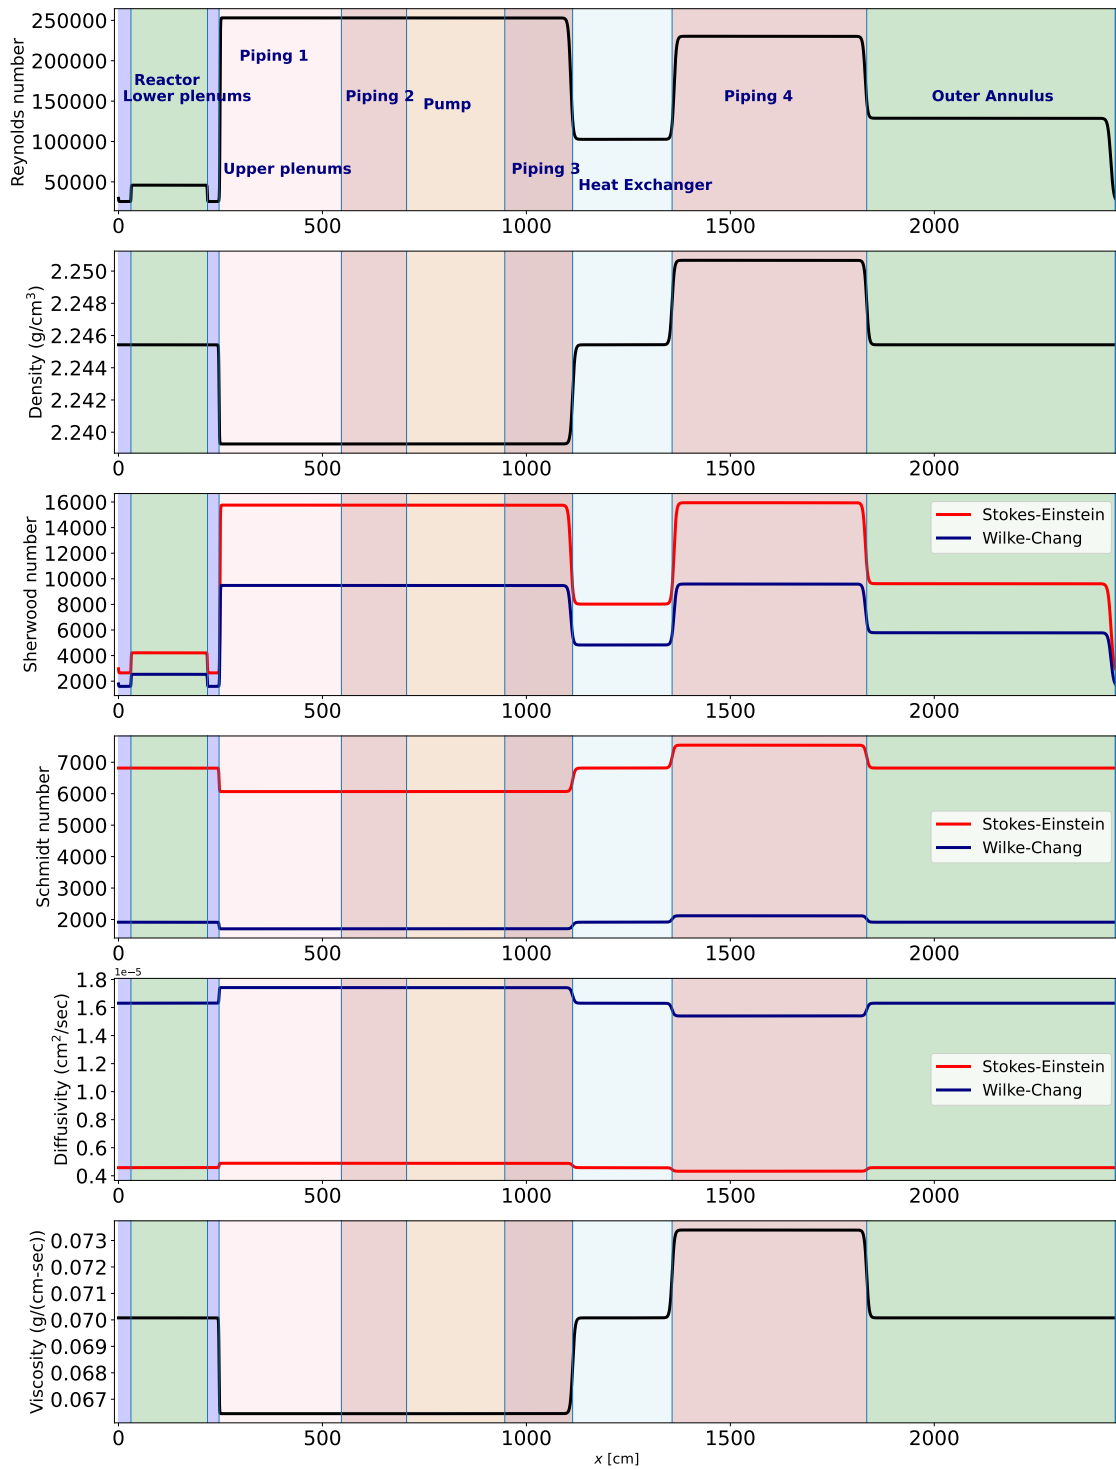 250000
200000
150000
100000
50000
Reynolds number
Piping 1
Reactor
Lower plenums
Piping 2
Pump
Piping 4
Outer Annulus
Upper plenums
Piping 3
Heat Exchanger
0 500 1000 1500 2000
2.250
2.248
2.246
2.244
2.242
2.240
Density (g/cm³)
0 500 1000 1500 2000
16000
14000
12000
10000
8000
6000
4000
2000
Sherwood number
Stokes-Einstein
Wilke-Chang
0 500 1000 1500 2000
7000
6000
5000
4000
3000
2000
Schmidt number
Stokes-Einstein
Wilke-Chang
0 500 1000 1500 2000
1e−5
1.8
1.6
1.4
1.2
1.0
0.8
0.6
0.4
Diffusivity (cm²/sec)
Stokes-Einstein
Wilke-Chang
0 500 1000 1500 2000
0.073
0.072
0.071
0.070
0.069
0.068
0.067
Viscosity (g/(cm-sec))
0 500 1000 1500 2000
x [cm]